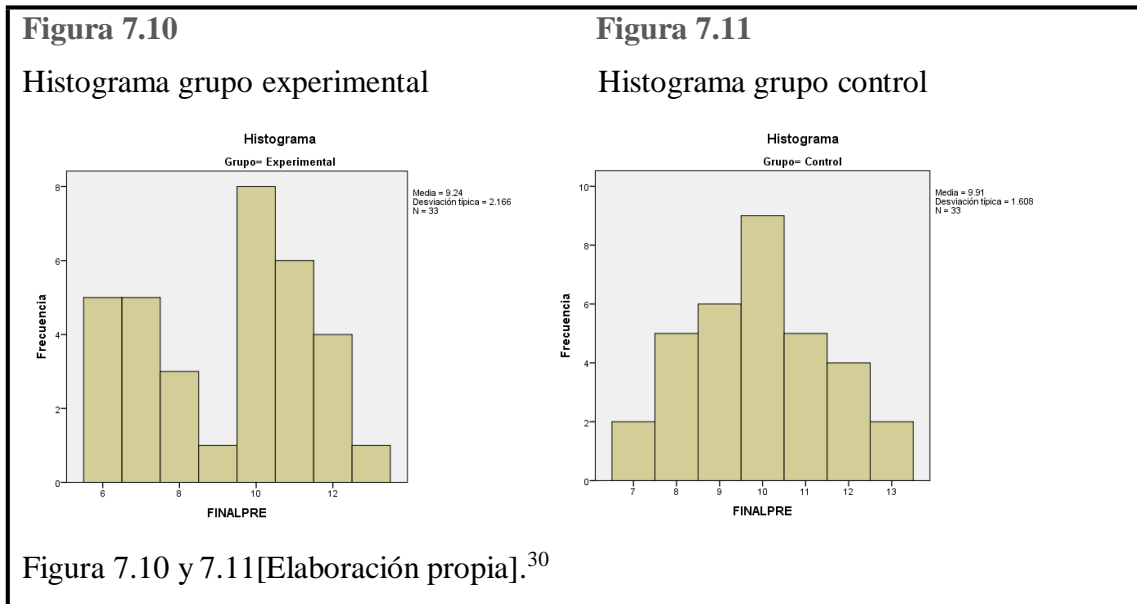 Figura 7.10
Histograma grupo experimental
Histograma
Grupo= Experimental
Media = 9.24
Desviación típica = 2.166
N = 33
Frecuencia
8
6
4
2
0
6 8 10 12
FINALPRE
Figura 7.11
Histograma grupo control
Histograma
Grupo= Control
Media = 9.91
Desviación típica = 1.608
N = 33
Frecuencia
10
8
6
4
2
0
7 8 9 10 11 12 13
FINALPRE
Figura 7.10 y 7.11[Elaboración propia].30